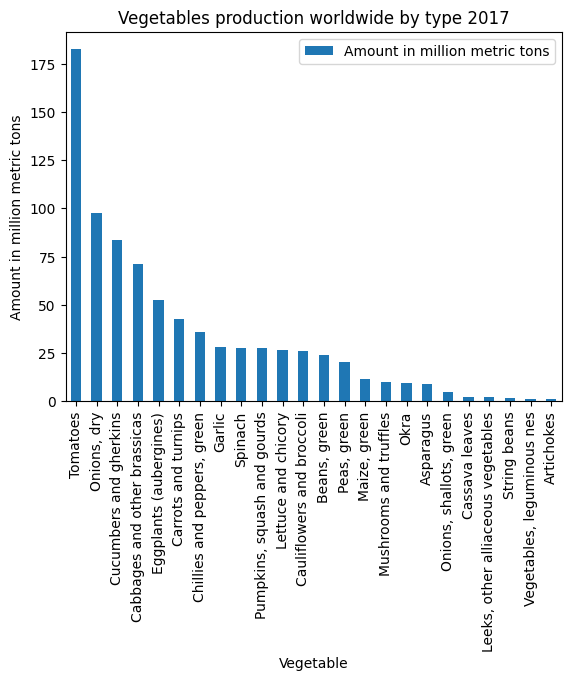 Vegetables production worldwide by type 2017
Amount in million metric tons
Amount in million metric tons
175
150
125
100
75
50
25
0
Tomatoes
Onions, dry
Cucumbers and gherkins
Cabbages and other brassicas
Eggplants (aubergines)
Carrots and turnips
Chillies and peppers, green
Garlic
Spinach
Pumpkins, squash and gourds
Lettuce and chicory
Cauliflowers and broccoli
Beans, green
Peas, green
Maize, green
Mushrooms and truffles
Okra
Asparagus
Onions, shallots, green
Cassava leaves
Leeks, other alliaceous vegetables
String beans
Vegetables, leguminous nes
Artichokes
Vegetable